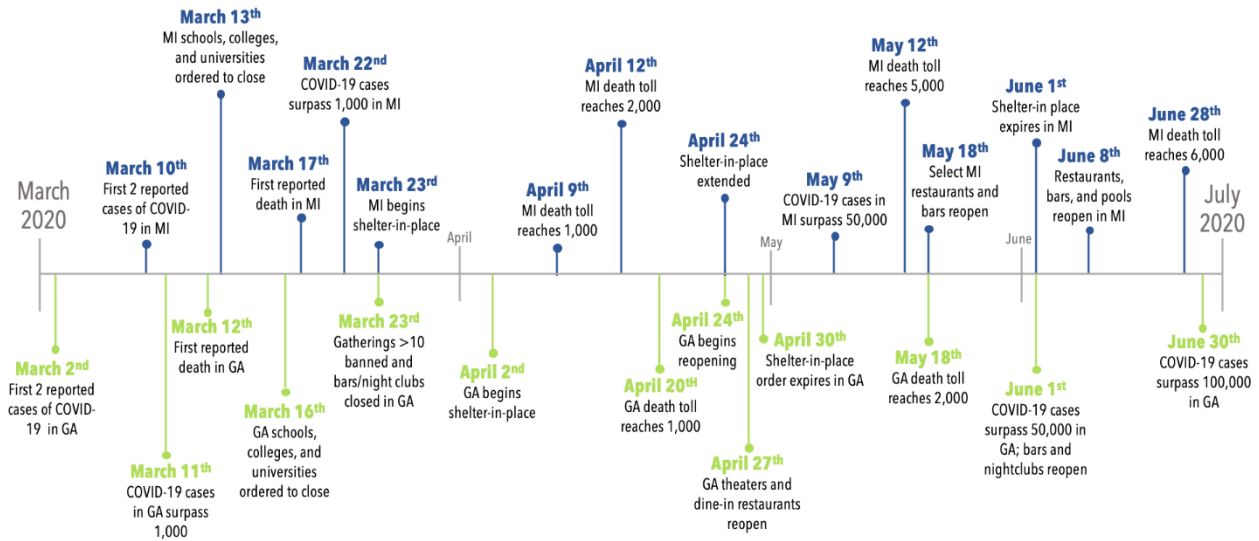 March
2020
March 10th
First 2 reported
cases of COVID-
19 in MI
March 13th
MI schools, colleges,
and universities
ordered to close
March 17th
First reported
death in MI
March 22nd
COVID-19 cases
surpass 1,000 in MI
March 23rd
MI begins
shelter-in-place
April
April 9th
MI death toll
reaches 1,000
April 12th
MI death toll
reaches 2,000
April 24th
Shelter-in-place
extended
May
May 9th
COVID-19 cases in
MI surpass 50,000
May 12th
MI death toll
reaches 5,000
May 18th
Select MI
restaurants and
bars reopen
June
June 1st
Shelter-in place
expires in MI
June 8th
Restaurants,
bars, and pools
reopen in MI
June 28th
MI death toll
reaches 6,000
July
2020
March 2nd
First 2 reported
cases of COVID-
19 in GA
March 11th
COVID-19 cases
in GA surpass
1,000
March 12th
First reported
death in GA
March 16th
GA schools,
colleges, and
universities
ordered to close
March 23rd
Gatherings >10
banned and
bars/night clubs
closed in GA
April 2nd
GA begins
shelter-in-place
April 20tH
GA death toll
reaches 1,000
April 24th
GA begins
reopening
April 27th
GA theaters and
dine-in restaurants
reopen
April 30th
Shelter-in-place
order expires in GA
May 18th
GA death toll
reaches 2,000
June 1st
COVID-19 cases
surpass 50,000 in
GA; bars and
nightclubs reopen
June 30th
COVID-19 cases
surpass 100,000
in GA